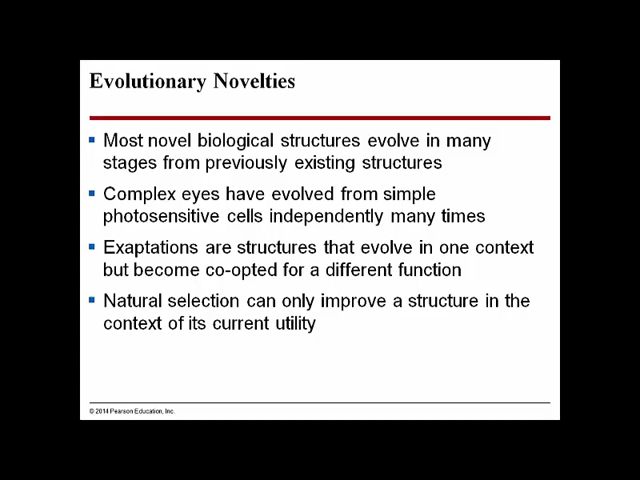 Evolutionary Novelties
Most novel biological structures evolve in many
stages from previously existing structures
Complex eyes have evolved from simple
photosensitive cells independently many times
Exaptations are structures that evolve in one context
but become co-opted for a different function
Natural selection can only improve a structure in the
context of its current utility
© 2014 Pearson Education, Inc.